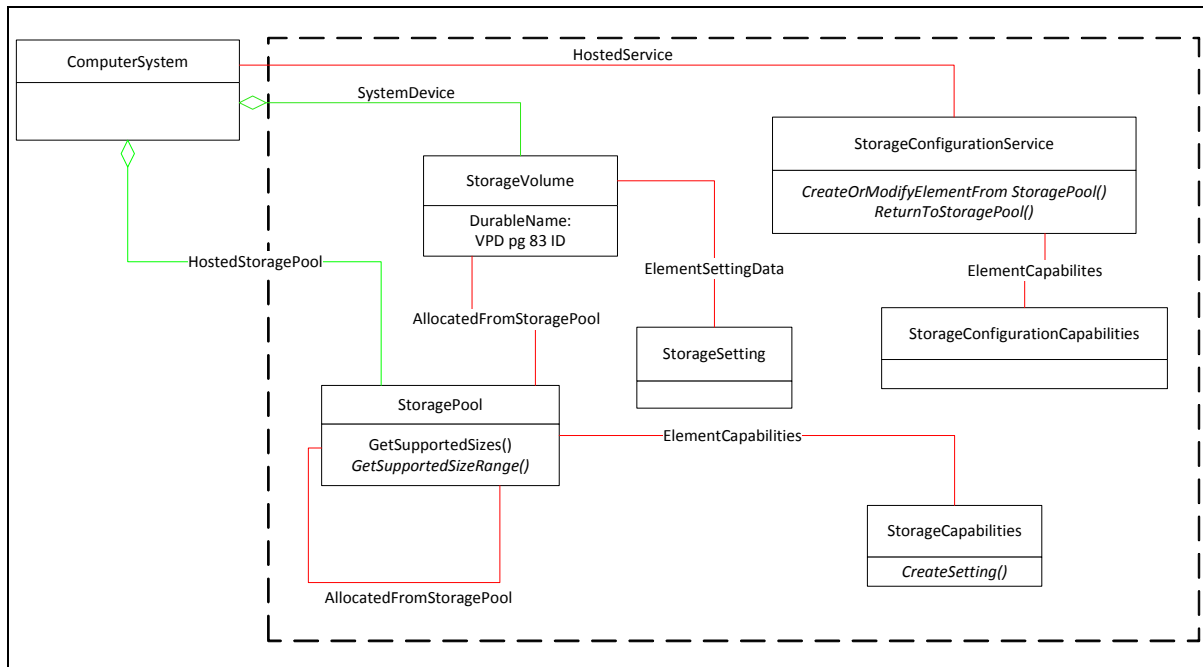 ComputerSystem
HostedService
SystemDevice
StorageConfigurationService
CreateOrModifyElementFrom StoragePool()
ReturnToStoragePool()
StorageVolume
DurableName:
VPD pg 83 ID
HostedStoragePool
ElementSettingData
ElementCapabilites
AllocatedFromStoragePool
StorageSetting
StorageConfigurationCapabilities
StoragePool
GetSupportedSizes()
GetSupportedSizeRange()
ElementCapabilities
StorageCapabilities
CreateSetting()
AllocatedFromStoragePool